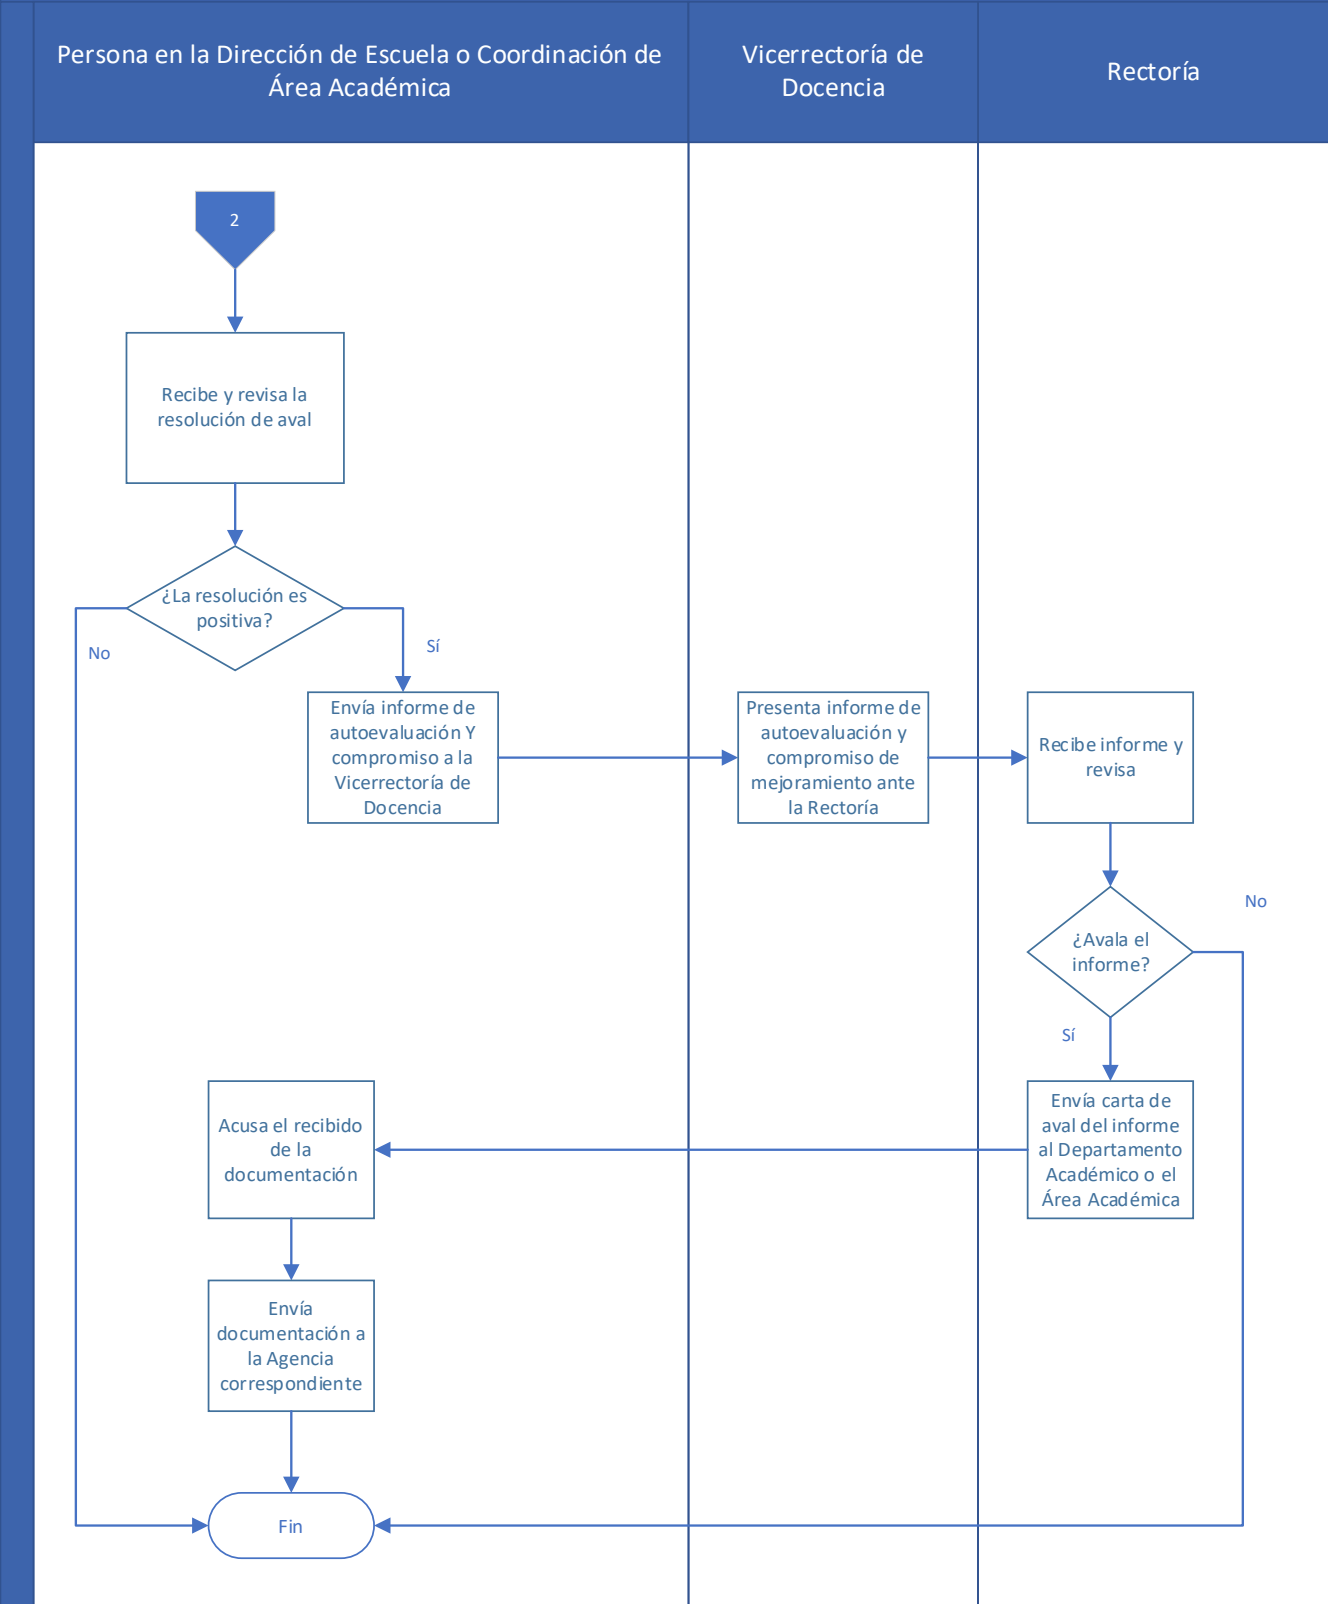 Persona en la Dirección de Escuela o Coordinación de
Área Académica
Vicerrectoría de
Docencia
Rectoría
2
Recibe y revisa la
resolución de aval
¿La resolución es
positiva?
No
Sí
Envía informe de
autoevaluación Y
compromiso a la
Vicerrectoría de
Docencia
Presenta informe de
autoevaluación y
compromiso de
mejoramiento ante
la Rectoría
Recibe informe y
revisa
¿Avala el
informe?
No
Sí
Envía carta de
aval del informe
al Departamento
Académico o el
Área Académica
Acusa el recibido
de la
documentación
Envía
documentación a
la Agencia
correspondiente
Fin